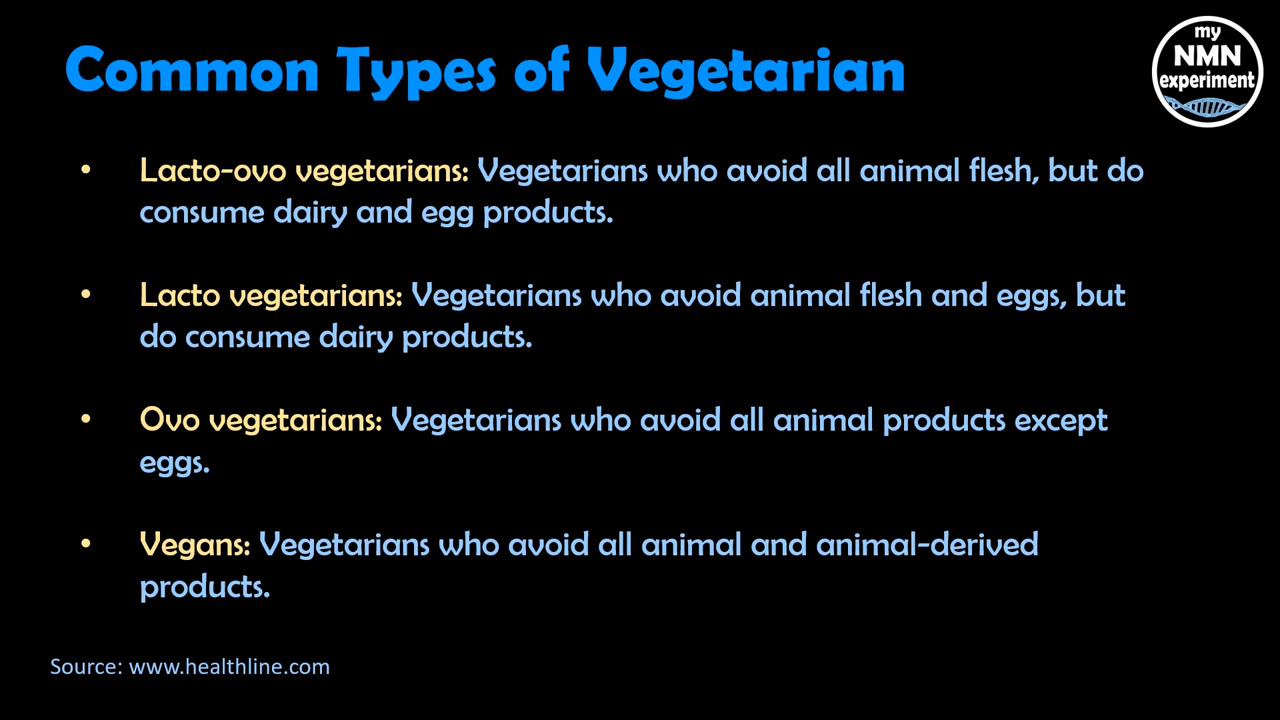 Common Types of Vegetarian
my
NMN
experiment
• Lacto-ovo vegetarians: Vegetarians who avoid all animal flesh, but do
consume dairy and egg products.
• Lacto vegetarians: Vegetarians who avoid animal flesh and eggs, but
do consume dairy products.
• Ovo vegetarians: Vegetarians who avoid all animal products except
eggs.
• Vegans: Vegetarians who avoid all animal and animal-derived
products.
Source: www.healthline.com